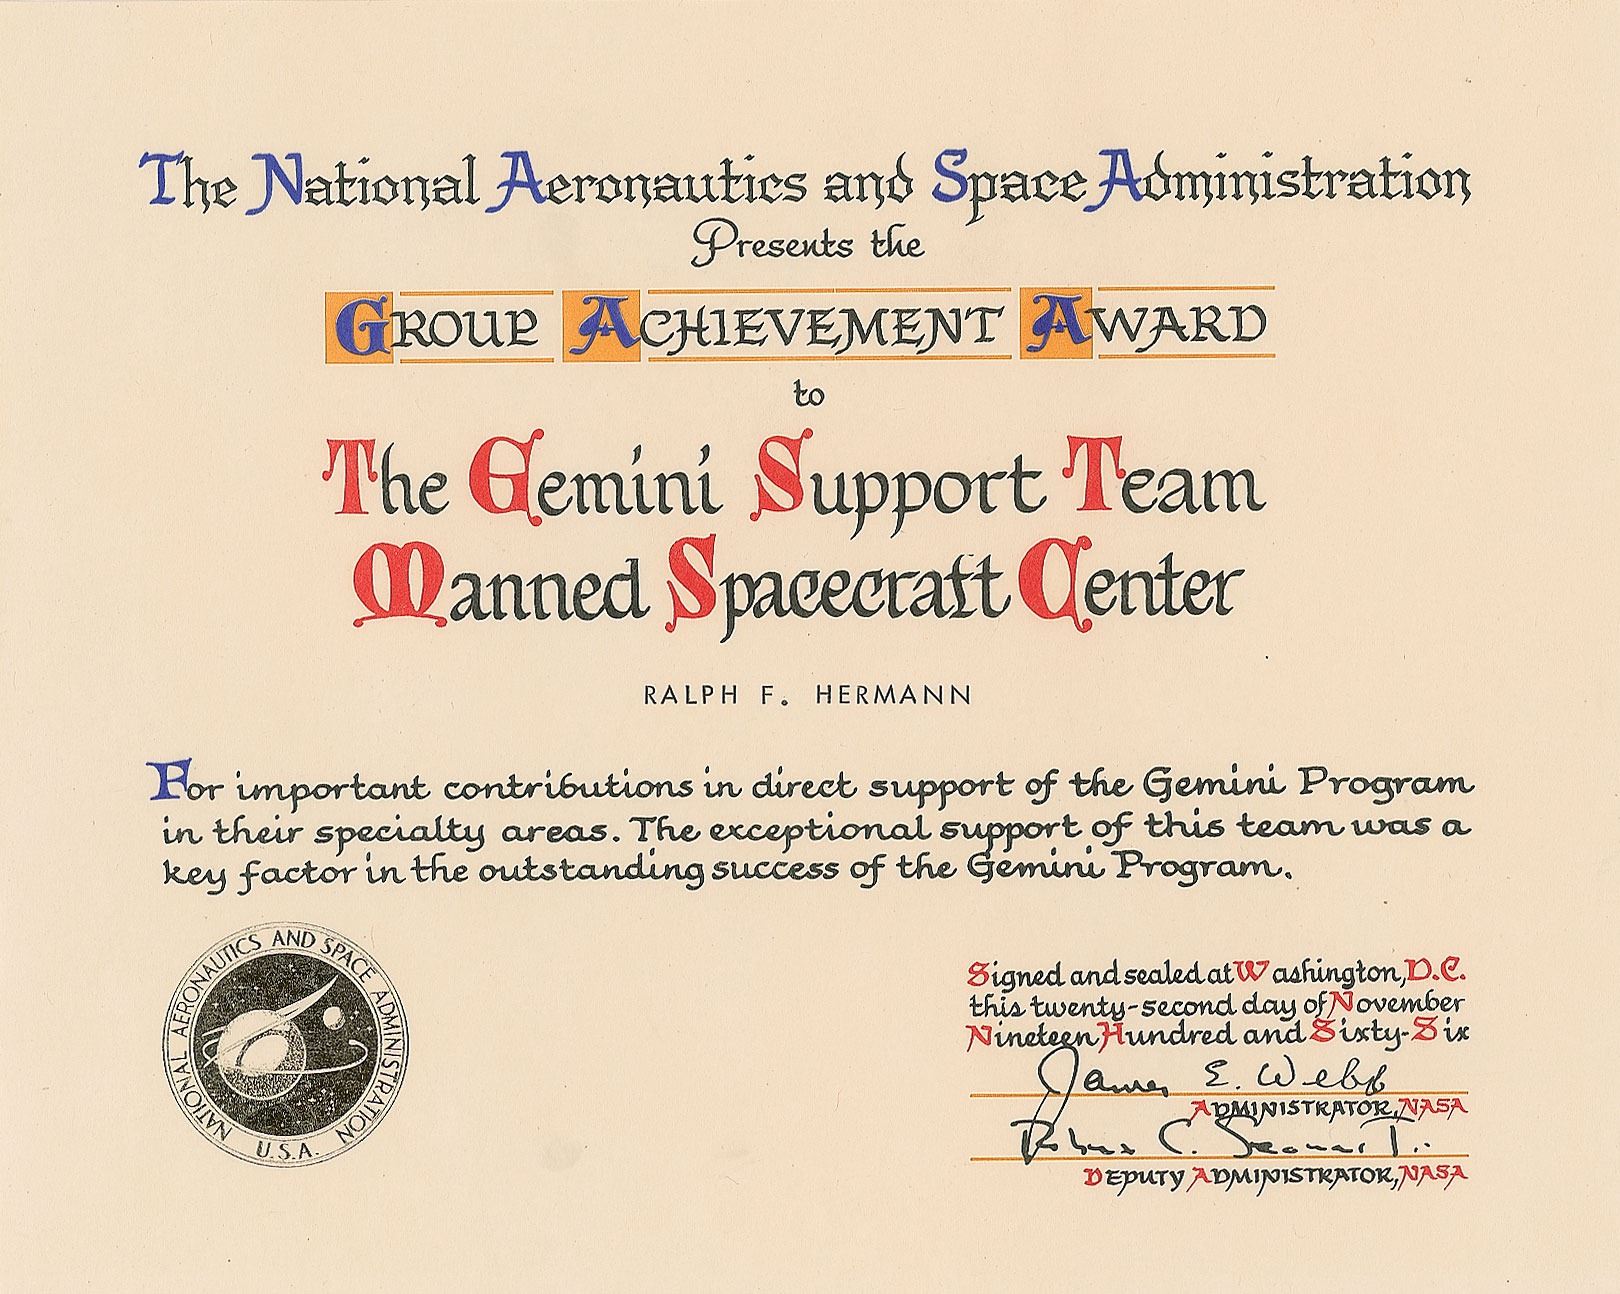 The National Aeronautics and Space Administration
Presents the
GROUP ACHIEVEMENT AWARD
to
The Gemini Support Team
Manned Spacecraft Center
RALPH F. HERMANN
For important contributions in direct support of the Gemini Program
in their specialty areas. The exceptional support of this team was a
key factor in the outstanding success of the Gemini Program.
NATIONAL AERONAUTICS AND SPACE ADMINISTRATION
U.S.A.
Signed and sealed at Washington, D.C.
this twenty-second day of November
Nineteen Hundred and Sixty-Six
James E. Webb
ADMINISTRATOR, NASA
Robert C. Seamans Jr.
DEPUTY ADMINISTRATOR, NASA